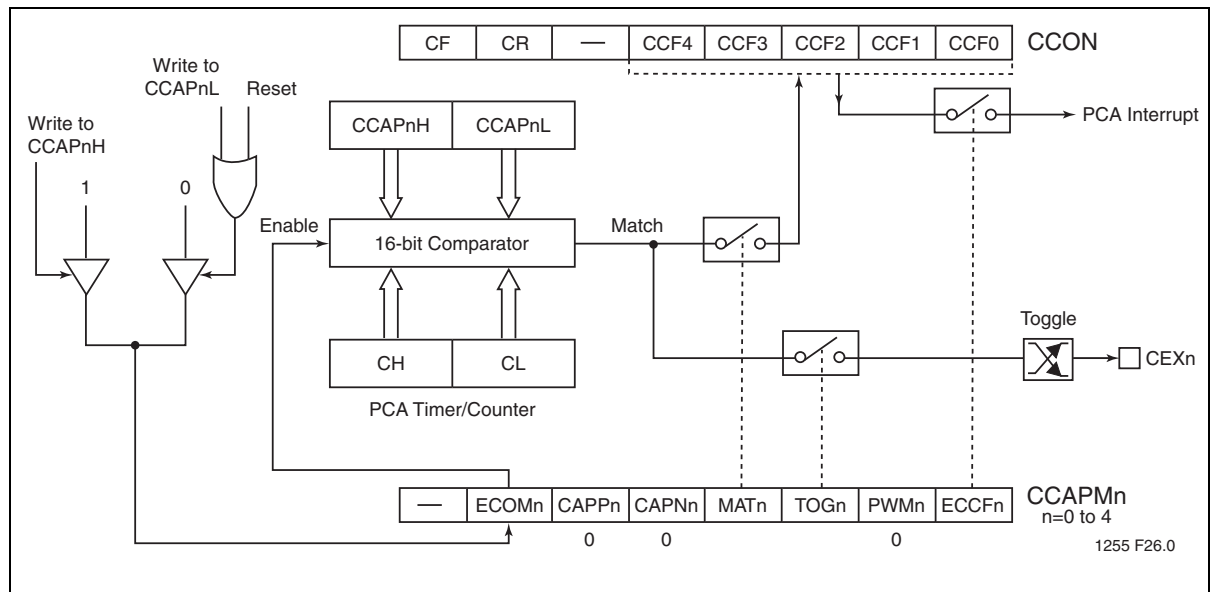 CF CR — CCF4 CCF3 CCF2 CCF1 CCF0 CCON
Write to
CCAPnL
Reset
Write to
CCAPnH
1
0
CCAPnH CCAPnL
PCA Interrupt
Enable
16-bit Comparator
Match
CH CL
PCA Timer/Counter
Toggle
CEXn
— ECOMn CAPPn CAPNn MATn TOGn PWMn ECCFn
CCAPMn
n=0 to 4
0 0 0
1255 F26.0